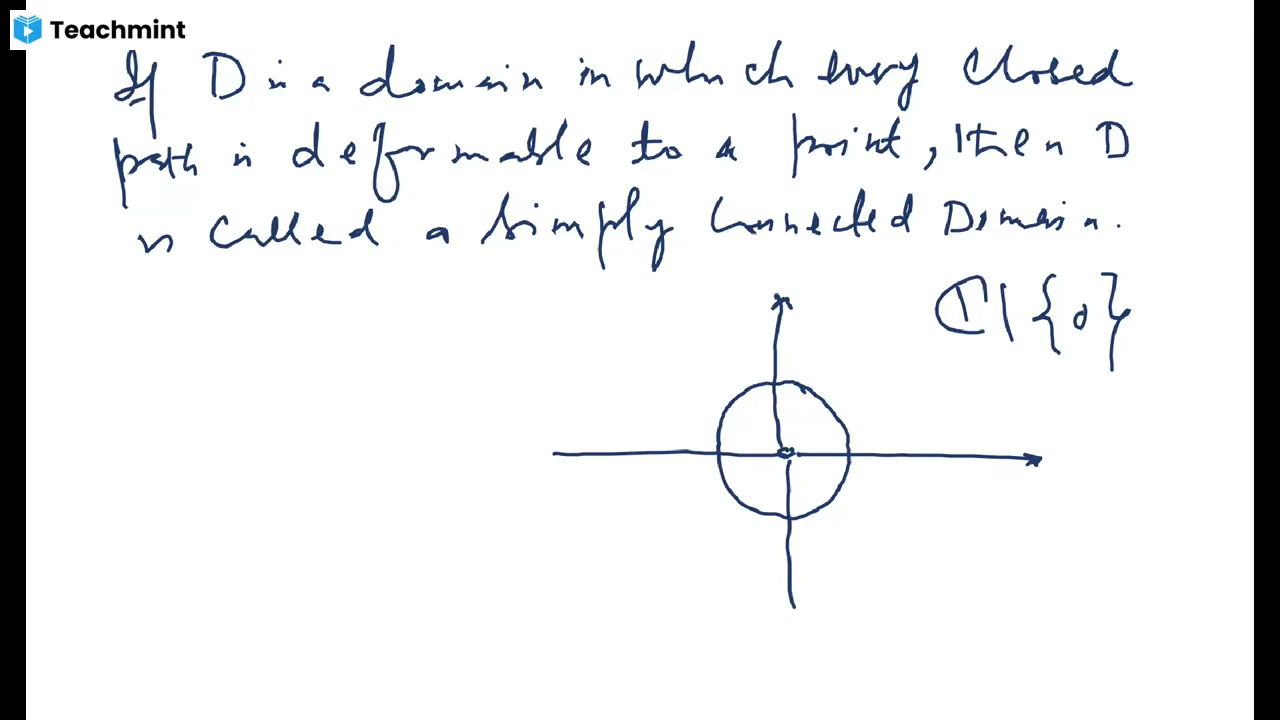 Teachmint
If D is a domain in which every closed
path is deformable to a point, then D
is called a simply connected Domain.
ℂ\{0}